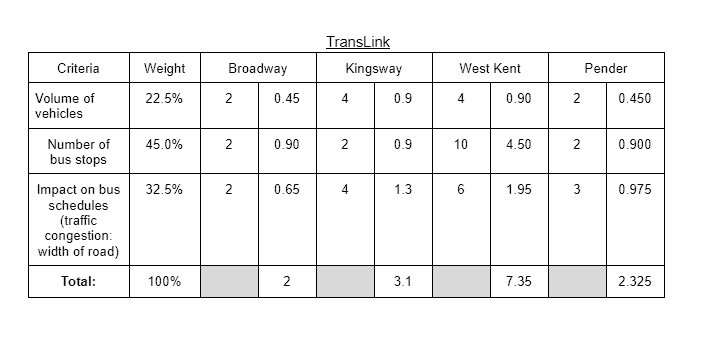 TransLink
Criteria Weight Broadway Kingsway West Kent Pender
Volume of 22.5% 2 0.45 4 0.9 4 0.90 2 0.450
vehicles
Number of 45.0% 2 0.90 2 0.9 10 4.50 2 0.900
bus stops
Impact on bus 32.5% 2 0.65 4 1.3 6 1.95 3 0.975
schedules
(traffic
congestion:
width of road)
Total: 100% 2 3.1 7.35 2.325